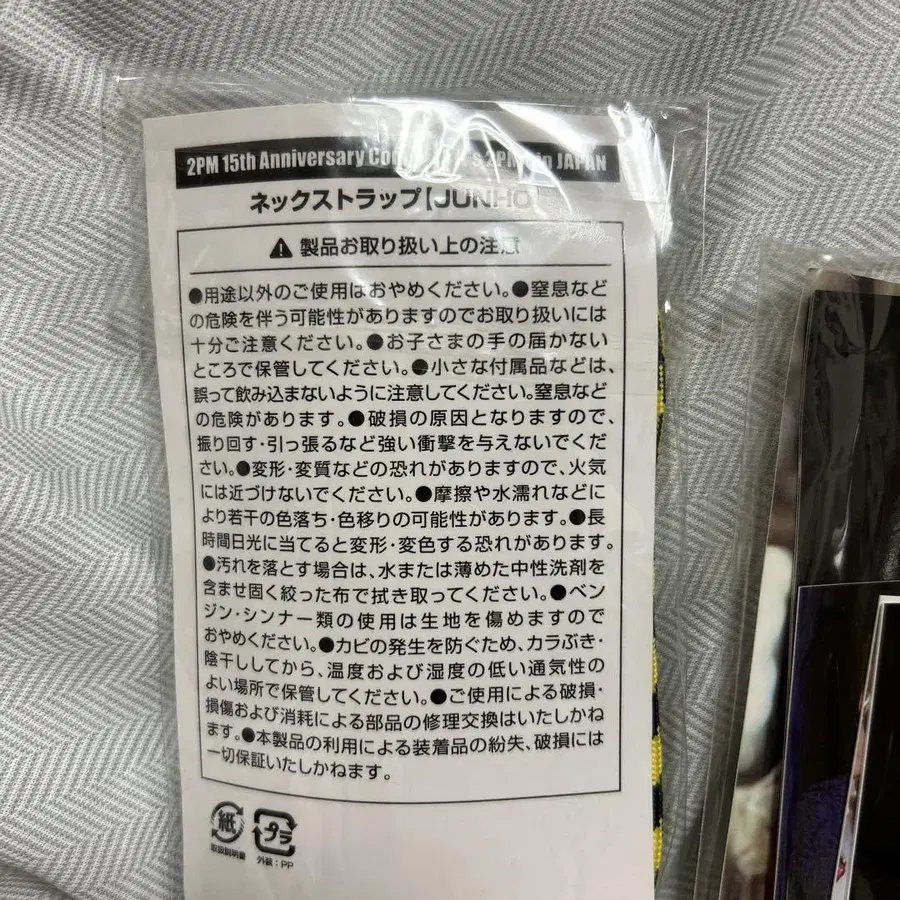 2PM 15th Anniversary Con 2PM in JAPAN
ネックストラップ【JUNHO
製品お取り扱い上の注意
●用途以外のご使用はおやめください。●窒息など
の危険を伴う可能性がありますのでお取り扱いには
十分ご注意ください。●お子さまの手の届かない
ところで保管してください。●小さな付属品などは、
誤って飲み込まないように注意してください。窒息など
の危険があります。●破損の原因となりますので、
振り回す・引っ張るなど強い衝撃を与えないでくだ
さい。●変形・変質などの恐れがありますので、火気
には近づけないでください。●摩擦や水濡れなどに
より若干の色落ち・色移りの可能性があります。●長
時間日光に当てると変形・変色する恐れがあります。
●汚れを落とす場合は、水または薄めた中性洗剤を
含ませ固く絞った布で拭き取ってください。●ベン
ジン・シンナー類の使用は生地を傷めますので
おやめください。●カビの発生を防ぐため、カラぶき・
陰干ししてから、温度および湿度の低い通気性の
よい場所で保管してください。●ご使用による破損・
損傷および消耗による部品の修理交換はいたしかね
ます。●本製品の利用による装着品の紛失、破損には
一切保証いたしかねます。
紙 プラ
取扱説明書 外装:PP